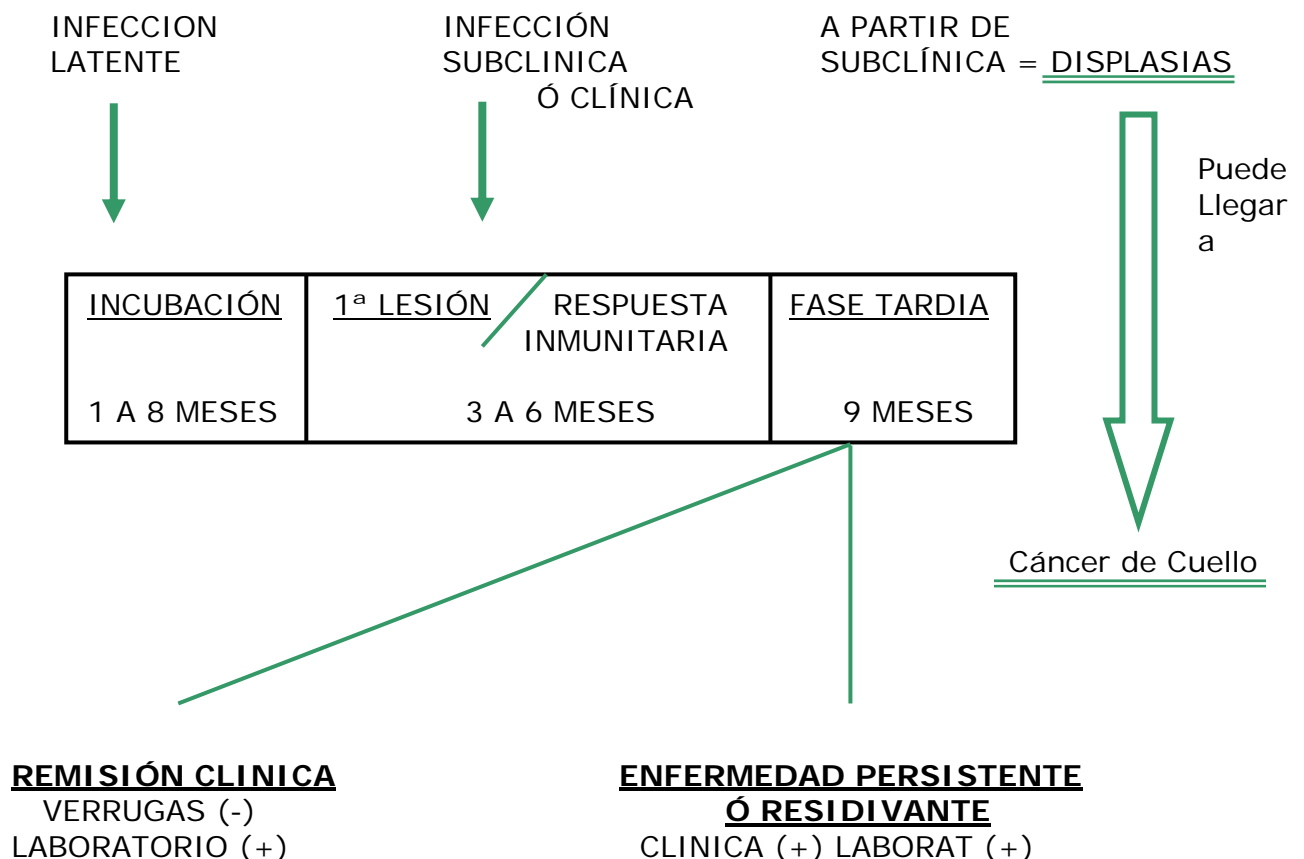 INFECCION
LATENTE
INFECCIÓN
SUBCLINICA
Ó CLÍNICA
A PARTIR DE
SUBCLÍNICA = DISPLASIAS
Puede
Llegar
a
INCUBACIÓN
1 A 8 MESES
1ª LESIÓN
RESPUESTA
INMUNITARIA
3 A 6 MESES
FASE TARDIA
9 MESES
Cáncer de Cuello
REMISIÓN CLINICA
VERRUGAS (-)
LABORATORIO (+)
ENFERMEDAD PERSISTENTE
Ó RESIDIVANTE
CLINICA (+) LABORAT (+)